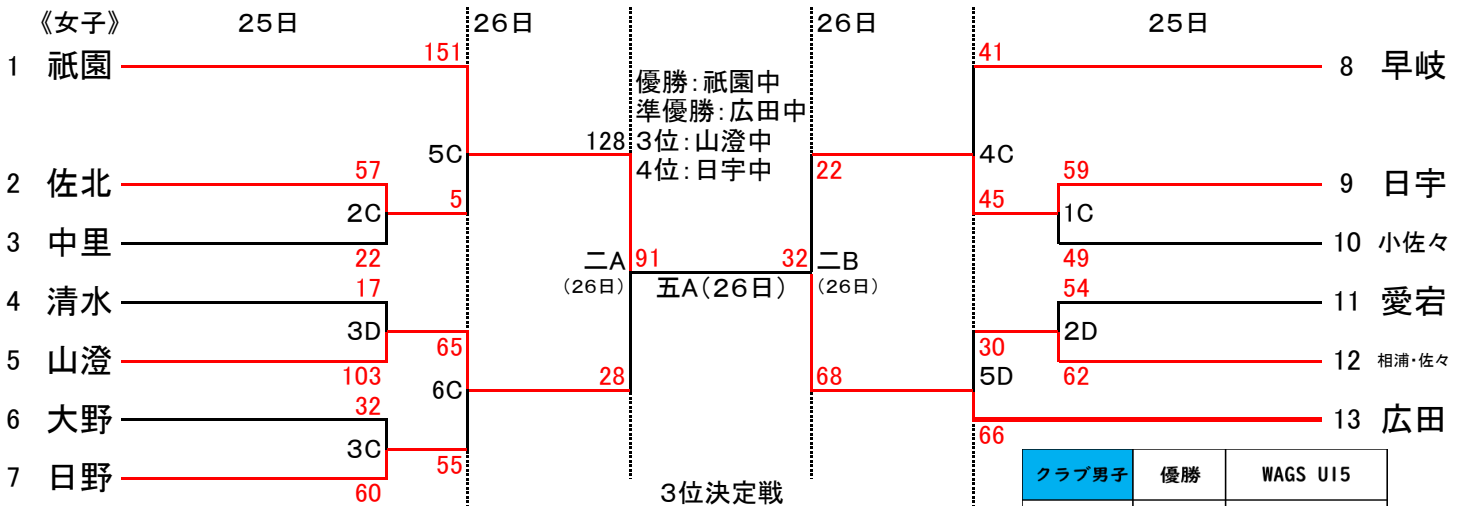 《女子》 25日 26日 26日 25日
1 祇園 151 41 8 早岐
優勝：祇園中
準優勝：広田中
128 3位：山澄中
5C 4C
4位：日宇中
2 佐北 57 22 59 9 日宇
2C 5 45 1C
3 中里 22 49 10 小佐々
二A 91 32 二B
(26日) 五A(26日) (26日)
4 清水 17 54 11 愛宕
3D 65 30 2D
5 山澄 103 28 68 62 12 相浦・佐々
6C 5D
6 大野 32 66 13 広田
3C 55
7 日野 60
3位決定戦
クラブ男子 優勝 WAGS U15